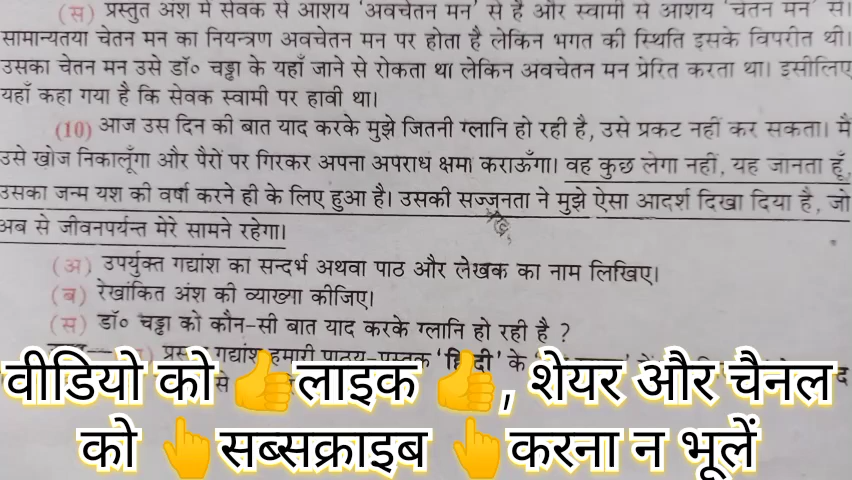 (स) प्रस्तुत अंश में सेवक से आशय 'अवचेतन मन' से है और स्वामी से आशय 'चेतन मन' से।
सामान्यतया चेतन मन का नियन्त्रण अवचेतन मन पर होता है लेकिन भगत की स्थिति इसके विपरीत थी।
उसका चेतन मन उसे डॉ० चड्ढा के यहाँ जाने से रोकता था लेकिन अवचेतन मन प्रेरित करता था। इसीलिए
यहाँ कहा गया है कि सेवक स्वामी पर हावी था।
(10) आज उस दिन की बात याद करके मुझे जितनी ग्लानि हो रही है, उसे प्रकट नहीं कर सकता। मैं
उसे खोज निकालूँगा और पैरों पर गिरकर अपना अपराध क्षमा कराऊँगा। वह कुछ लेगा नहीं, यह जानता हूँ,
उसका जन्म यश की वर्षा करने ही के लिए हुआ है। उसकी सज्जनता ने मुझे ऐसा आदर्श दिखा दिया है, जो
अब से जीवनपर्यन्त मेरे सामने रहेगा।
(अ) उपर्युक्त गद्यांश का सन्दर्भ अथवा पाठ और लेखक का नाम लिखिए।
(ब) रेखांकित अंश की व्याख्या कीजिए।
(स) डॉ० चड्ढा को कौन-सी बात याद करके ग्लानि हो रही है ?
गद्यांश हमारी पाठ्य-पुस्तक 'हिन्दी' के
वीडियो को 👍लाइक 👍, शेयर और चैनल
को 👆सब्सक्राइब 👆करना न भूलें